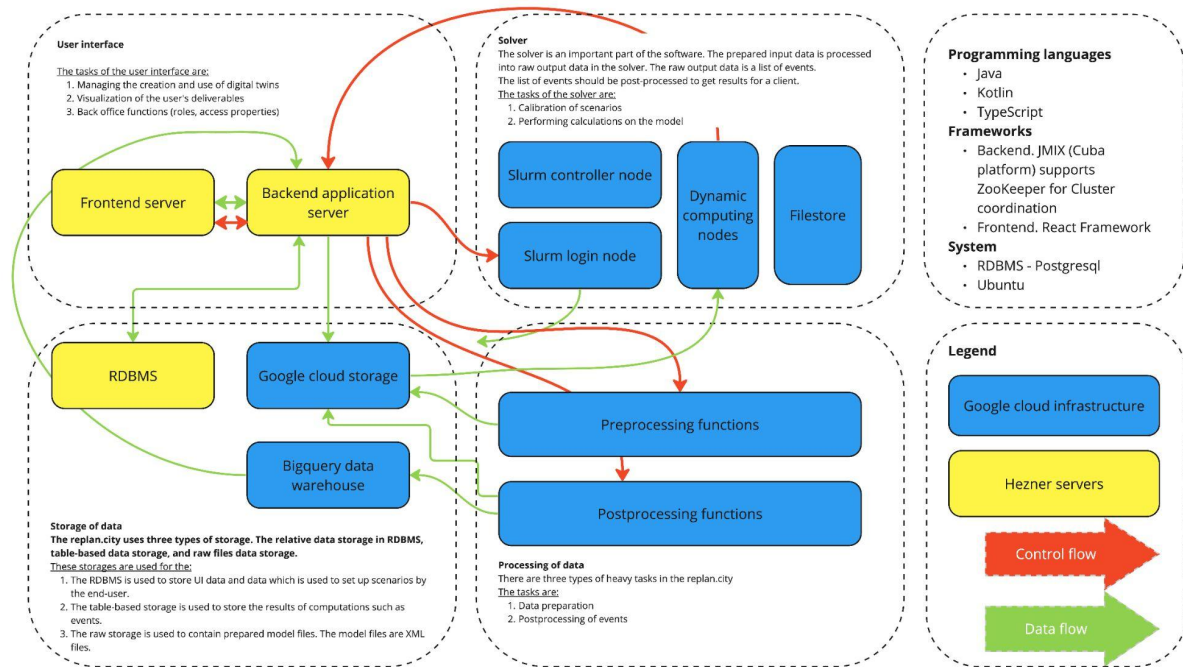 User interface
The tasks of the user interface are:
1. Managing the creation and use of digital twins
2. Visualization of the user's deliverables
3. Back office functions (roles, access properties)
Frontend server
Backend application
server
Solver
The solver is an important part of the software. The prepared input data is processed
into raw output data in the solver. The raw output data is a list of events.
The list of events should be post-processed to get results for a client.
The tasks of the solver are:
1. Calibration of scenarios
2. Performing calculations on the model
Slurm controller node
Slurm login node
Dynamic
computing
nodes
Filestore
Programming languages
• Java
• Kotlin
• TypeScript
Frameworks
• Backend. JMIX (Cuba
platform) supports
ZooKeeper for Cluster
coordination
• Frontend. React Framework
System
• RDBMS - Postgresql
• Ubuntu
RDBMS
Google cloud storage
Bigquery data
warehouse
Storage of data
The replan.city uses three types of storage. The relative data storage in RDBMS,
table-based data storage, and raw files data storage.
These storages are used for the:
1. The RDBMS is used to store UI data and data which is used to set up scenarios by
the end-user.
2. The table-based storage is used to store the results of computations such as
events.
3. The raw storage is used to contain prepared model files. The model files are XML
files.
Preprocessing functions
Postprocessing functions
Processing of data
There are three types of heavy tasks in the replan.city
The tasks are:
1. Data preparation
2. Postprocessing of events
Legend
Google cloud infrastructure
Hezner servers
Control flow
Data flow